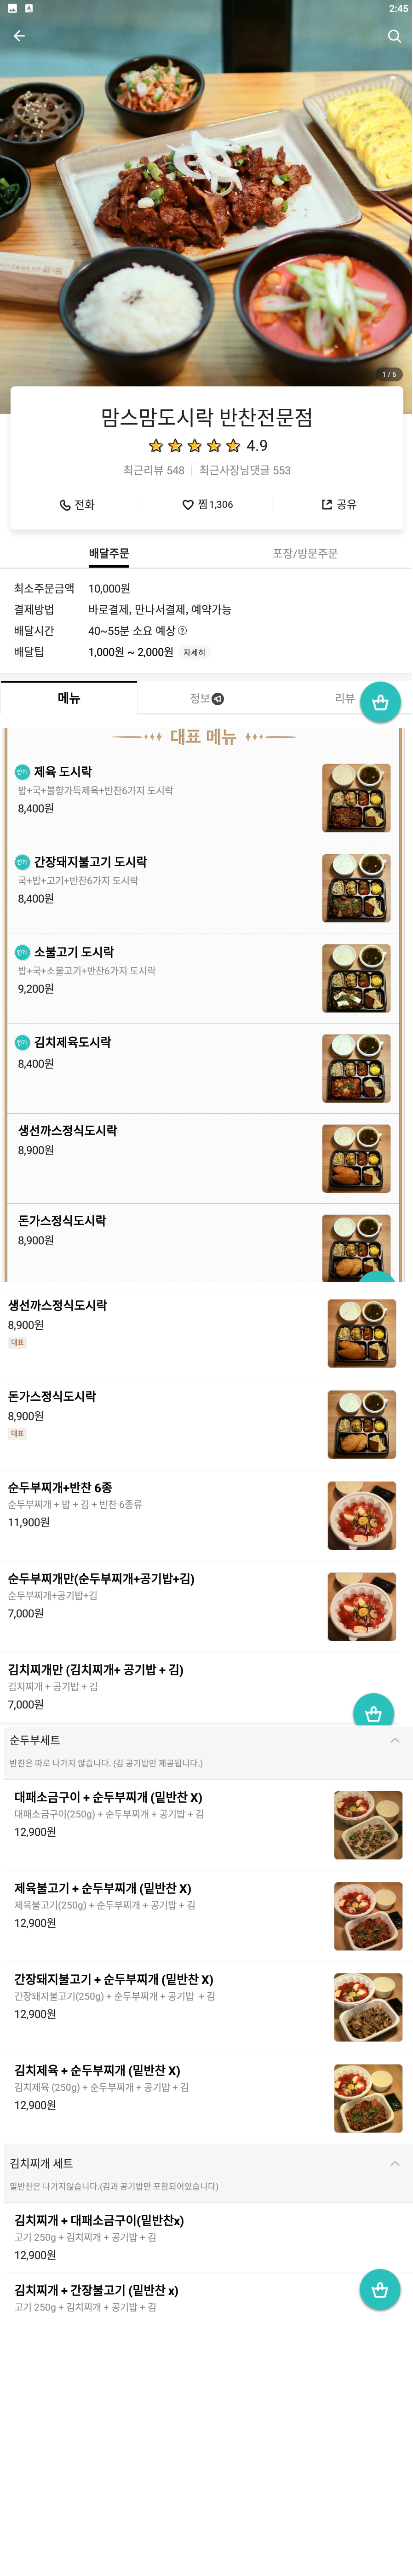 2:45
1 / 6
맘스맘도시락 반찬전문점
4.9
최근리뷰 548 | 최근사장님댓글 553
전화
찜 1,306
공유
배달주문
포장/방문주문
최소주문금액 10,000원
결제방법 바로결제, 만나서결제, 예약가능
배달시간 40~55분 소요 예상 ?
배달팁 1,000원 ~ 2,000원 자세히
메뉴
정보
리뷰
대표 메뉴
인기 제육 도시락
밥+국+불향가득제육+반찬6가지 도시락
8,400원
인기 간장돼지불고기 도시락
국+밥+고기+반찬6가지 도시락
8,400원
인기 소불고기 도시락
밥+국+소불고기+반찬6가지 도시락
9,200원
인기 김치제육도시락
8,400원
생선까스정식도시락
8,900원
돈가스정식도시락
8,900원
생선까스정식도시락
8,900원
대표
돈가스정식도시락
8,900원
대표
순두부찌개+반찬 6종
순두부찌개 + 밥 + 김 + 반찬 6종류
11,900원
순두부찌개만(순두부찌개+공기밥+김)
순두부찌개+공기밥+김
7,000원
김치찌개만 (김치찌개+ 공기밥 + 김)
김치찌개 + 공기밥 + 김
7,000원
순두부세트
반찬은 따로 나가지 않습니다. (김 공기밥만 제공됩니다.)
대패소금구이 + 순두부찌개 (밑반찬 X)
대패소금구이(250g) + 순두부찌개 + 공기밥 + 김
12,900원
제육불고기 + 순두부찌개 (밑반찬 X)
제육불고기(250g) + 순두부찌개 + 공기밥 + 김
12,900원
간장돼지불고기 + 순두부찌개 (밑반찬 X)
간장돼지불고기(250g) + 순두부찌개 + 공기밥 + 김
12,900원
김치제육 + 순두부찌개 (밑반찬 X)
김치제육 (250g) + 순두부찌개 + 공기밥 + 김
12,900원
김치찌개 세트
밑반찬은 나가지않습니다.(김과 공기밥만 포함되어있습니다)
김치찌개 + 대패소금구이(밑반찬x)
고기 250g + 김치찌개 + 공기밥 + 김
12,900원
김치찌개 + 간장불고기 (밑반찬 x)
고기 250g + 김치찌개 + 공기밥 + 김